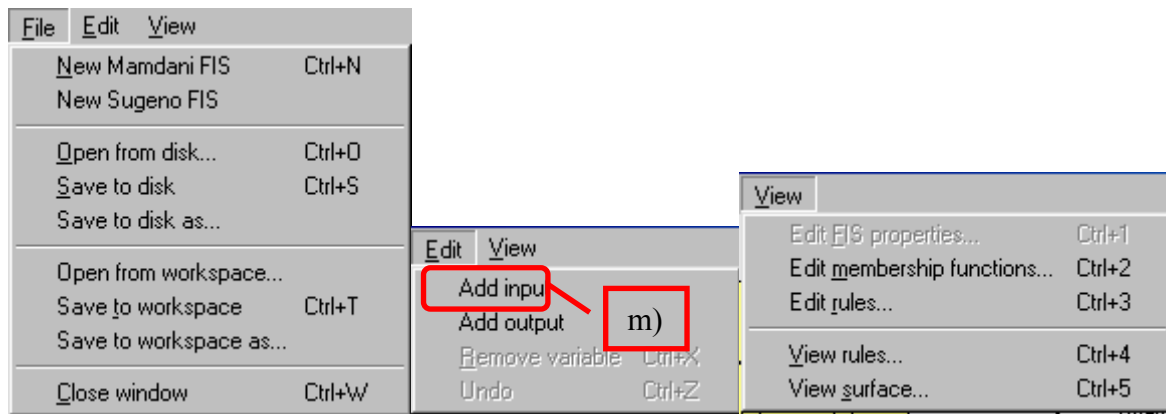 File Edit View
New Mamdani FIS Ctrl+N
New Sugeno FIS
Open from disk... Ctrl+O
Save to disk Ctrl+S
Save to disk as...
Open from workspace...
Save to workspace Ctrl+T
Save to workspace as...
Close window Ctrl+W
Edit View
Add input
Add output
m)
Remove variable Ctrl+X
Undo Ctrl+Z
View
Edit FIS properties... Ctrl+1
Edit membership functions... Ctrl+2
Edit rules... Ctrl+3
View rules... Ctrl+4
View surface... Ctrl+5